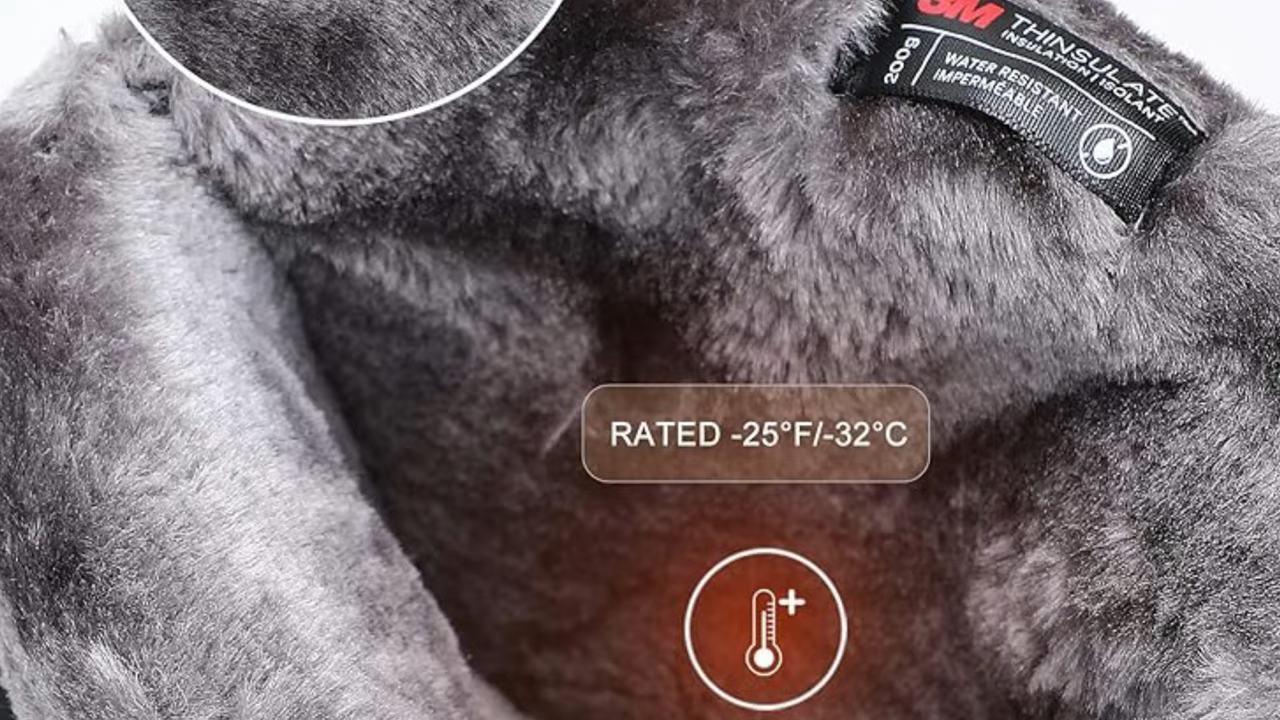 3M THINSULATE
INSULATION | ISOLANT
200g
WATER RESISTANT
IMPERMÉABLE
RATED -25°F/-32°C